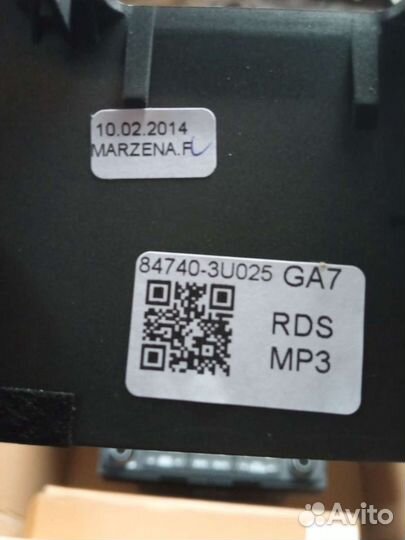 10.02.2014
MARZENA.F
84740-3U025 GA7
RDS
MP3
Avito